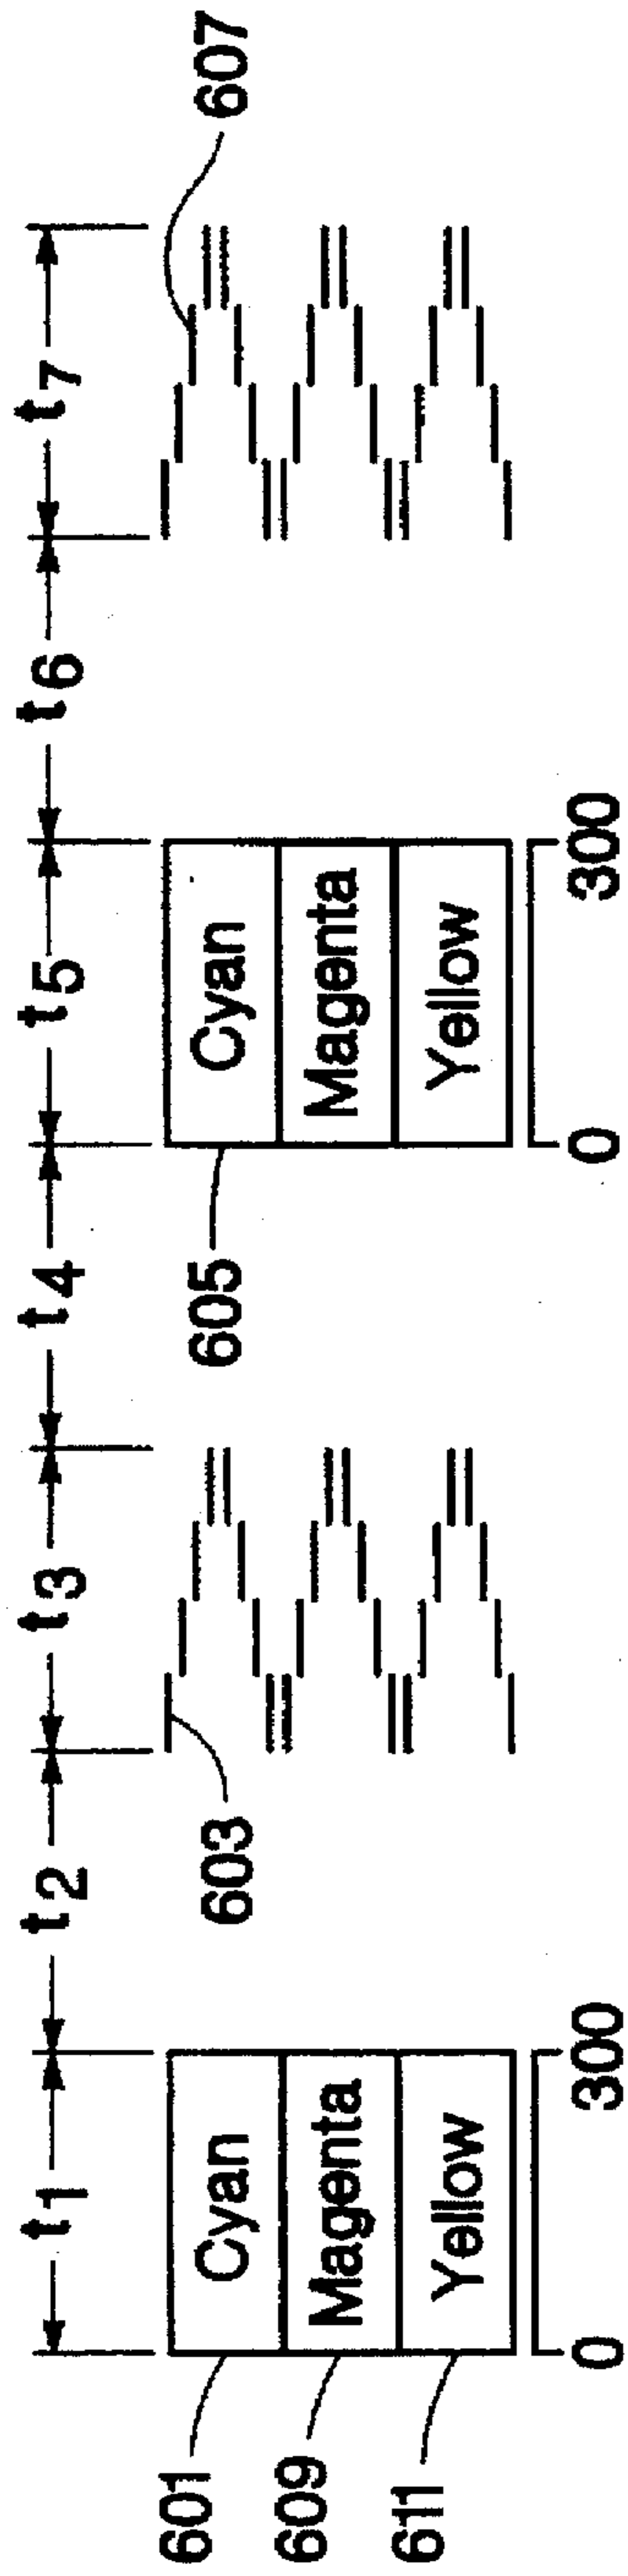 t1 t2 t3 t4 t5 t6 t7
607
601 Cyan Cyan
609 Magenta Magenta
611 Yellow Yellow
603 605
0 300 0 300